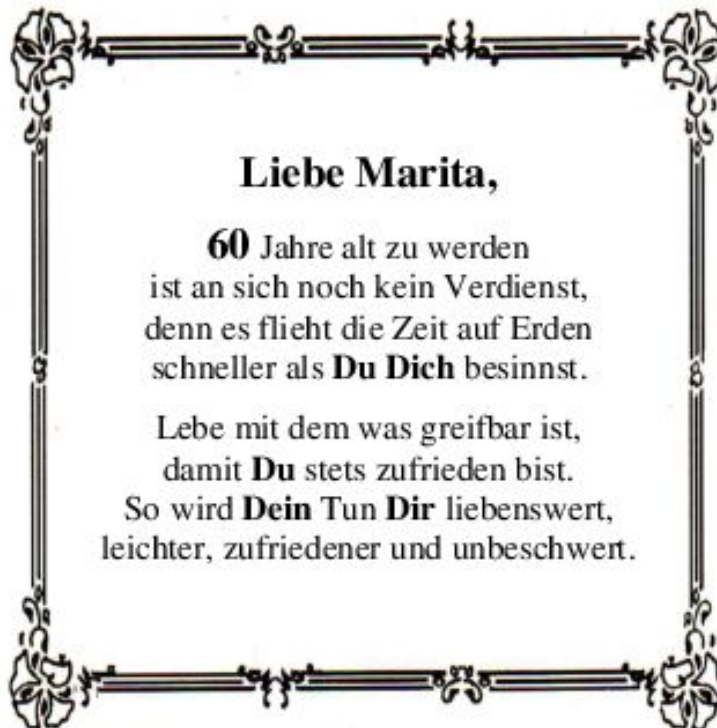 Liebe Marita,
60 Jahre alt zu werden
ist an sich noch kein Verdienst,
denn es flieht die Zeit auf Erden
schneller als Du Dich besinnst.
Lebe mit dem was greifbar ist,
damit Du stets zufrieden bist.
So wird Dein Tun Dir liebenswert,
leichter, zufriedener und unbeschwert.